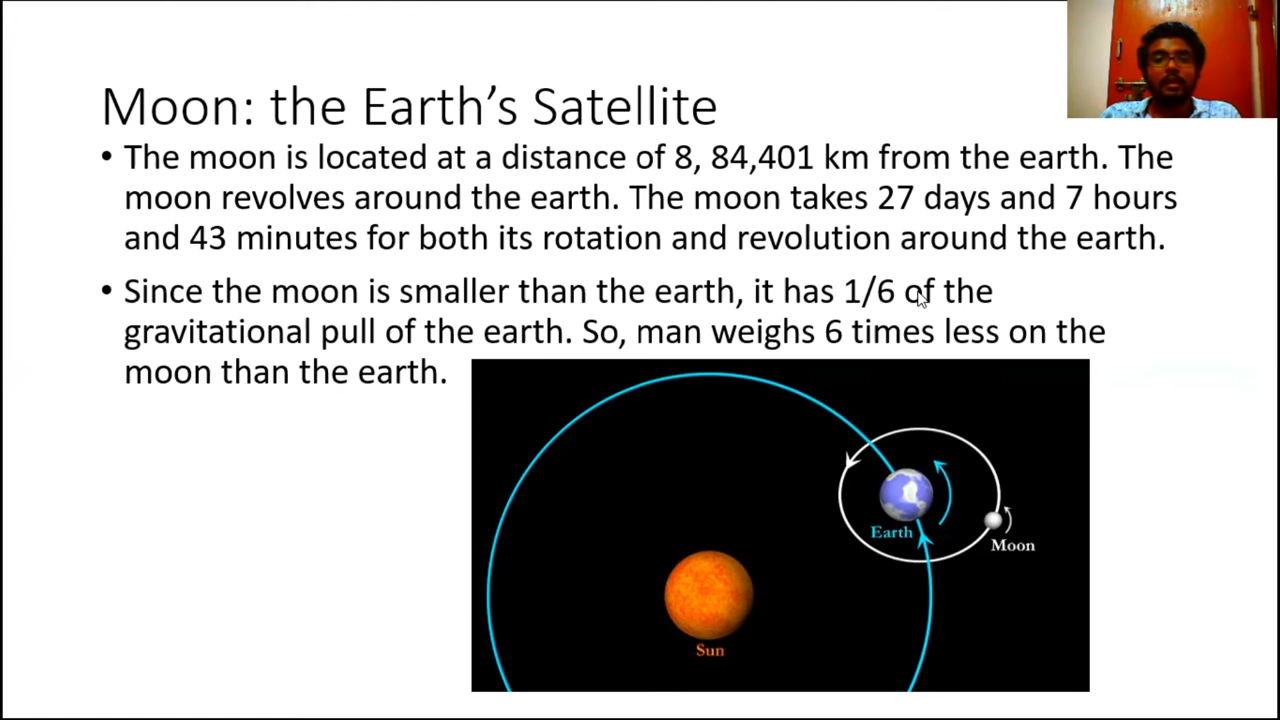 Moon: the Earth’s Satellite
• The moon is located at a distance of 8, 84,401 km from the earth. The
moon revolves around the earth. The moon takes 27 days and 7 hours
and 43 minutes for both its rotation and revolution around the earth.
• Since the moon is smaller than the earth, it has 1/6 of the
gravitational pull of the earth. So, man weighs 6 times less on the
moon than the earth.
Earth
Moon
Sun